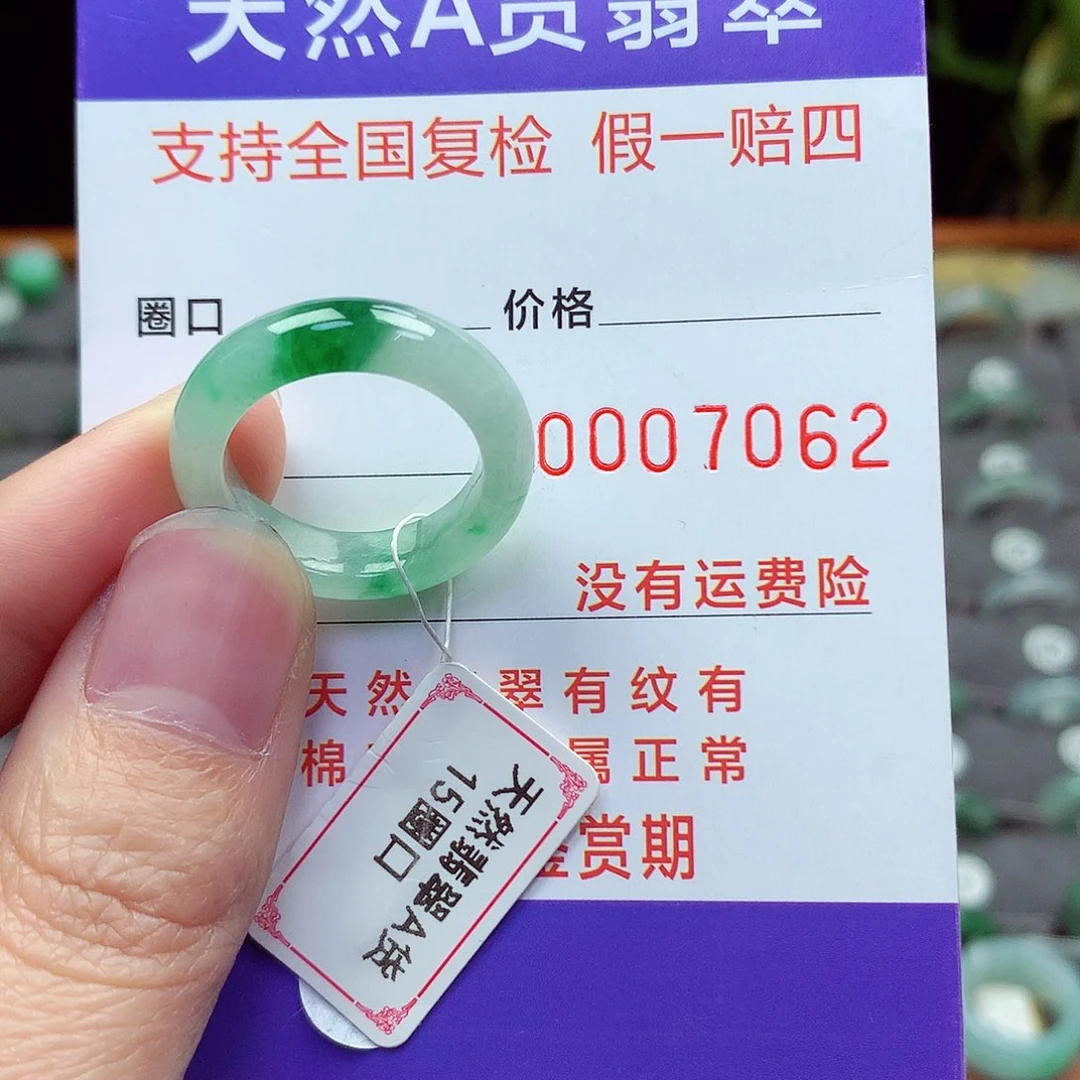 天然A货翡翠
支持全国复检 假一赔四
圈口 价格
0007062
没有运费险
天然 翠有纹有
棉 属正常
鉴赏期
天然翡翠A货
15圈口